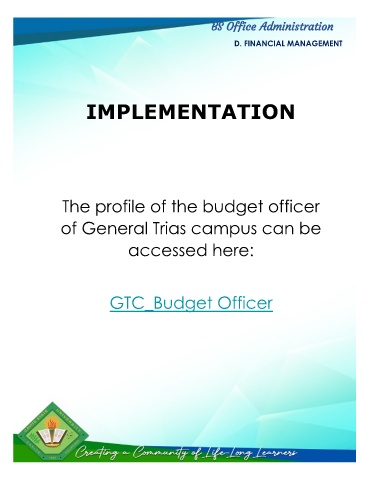 BS Office Administration
D. FINANCIAL MANAGEMENT
IMPLEMENTATION
The profile of the budget officer
of General Trias campus can be
accessed here:
GTC_Budget Officer
Creating a Community of Life-Long Learners